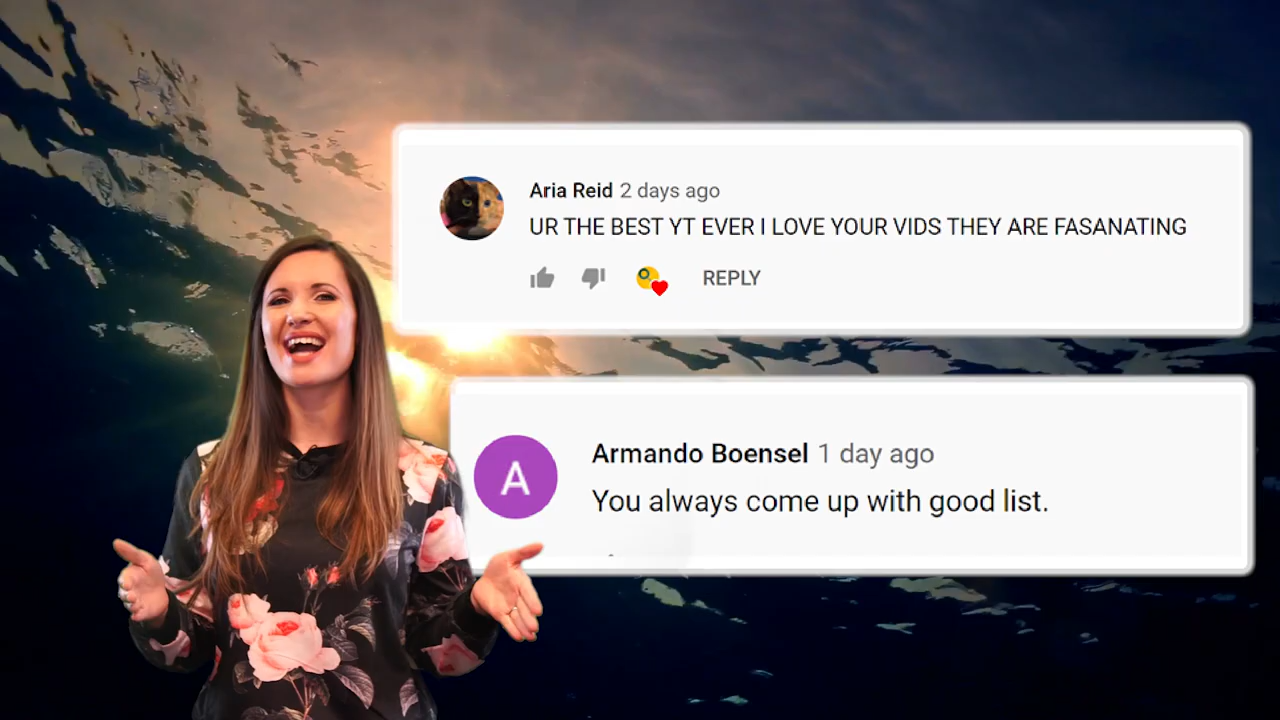 Aria Reid 2 days ago
UR THE BEST YT EVER I LOVE YOUR VIDS THEY ARE FASANATING
REPLY
A
Armando Boensel 1 day ago
You always come up with good list.